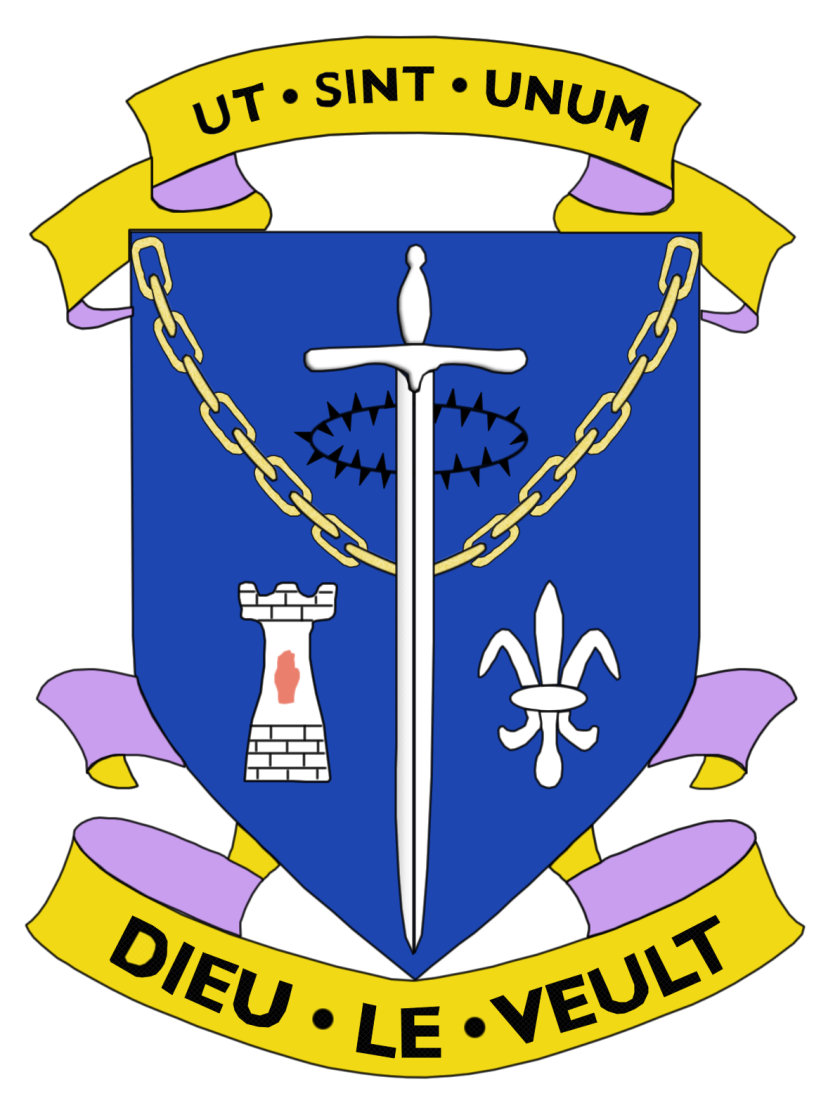 UT • SINT • UNUM
DIEU • LE • VEULT